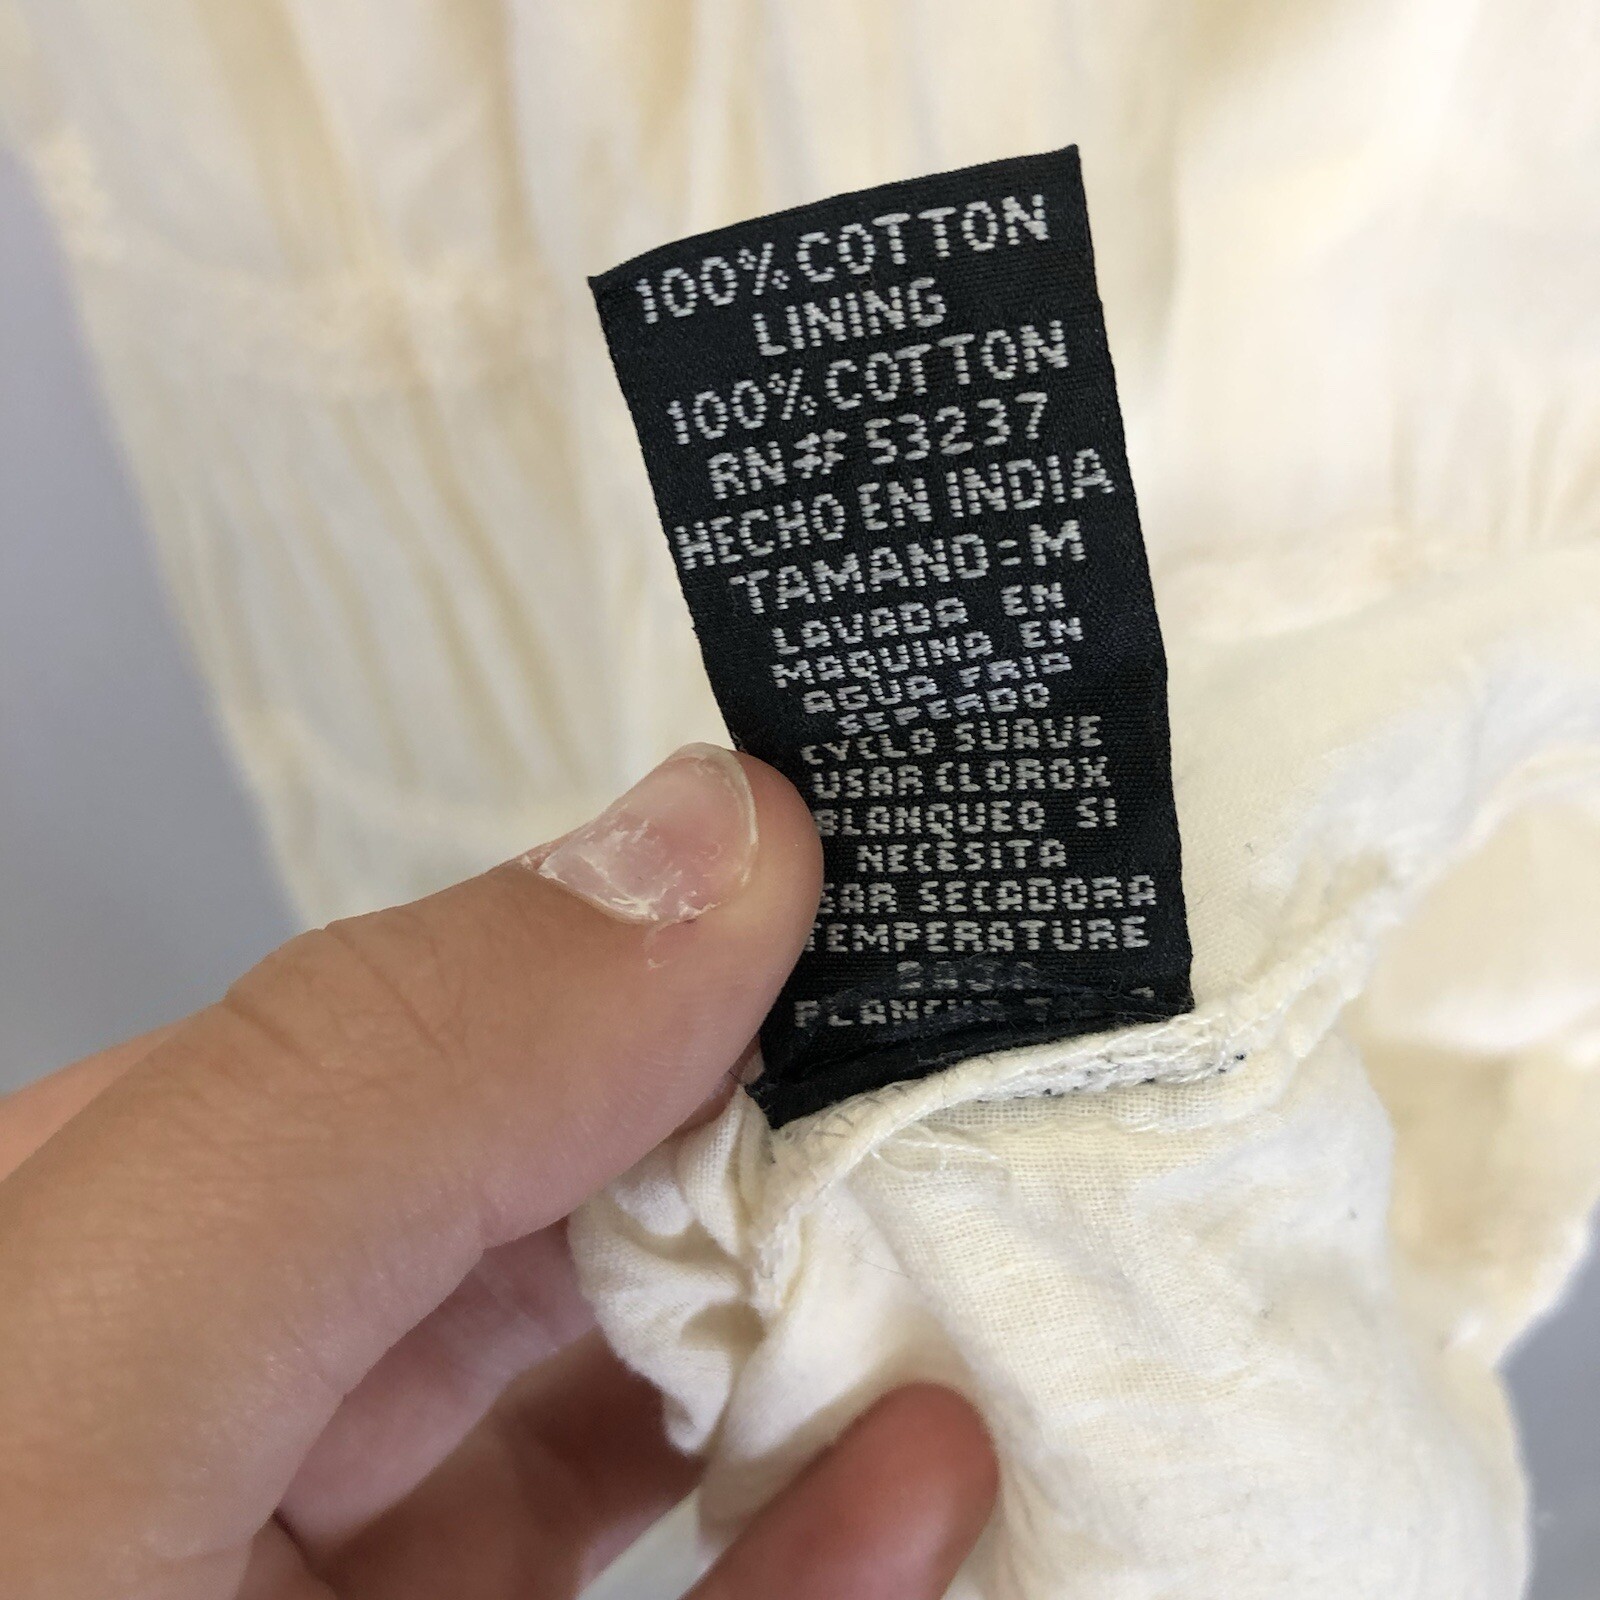 100% COTTON
LINING
100% COTTON
RN# 53237
HECHO EN INDIA
TAMANO:M
LAVADA EN
MAQUINA EN
AGUA FRIA
SEPERDO
CYCLO SUAVE
USAR CLOROX
BLANQUEO SI
NECESITA
SECADORA
TEMPERATURE
BAJA